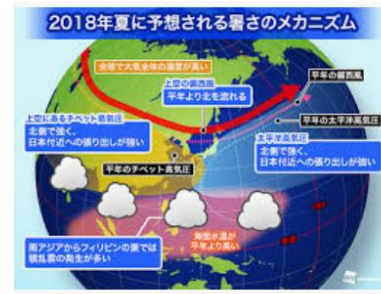 2018年夏に予想される暑さのメカニズム
全球で大気全体の温度が高い
上空の偏西風
平年より北を流れる
平年の偏西風
上空にあるチベット高気圧
北側で強く、
日本付近への張り出しが強い
平年の太平洋高気圧
太平洋高気圧
北側で強く、
日本付近への張り出しが強い
平年のチベット高気圧
南アジアからフィリピンの東では
積乱雲の発生が多い
海面水温が
平年より高い